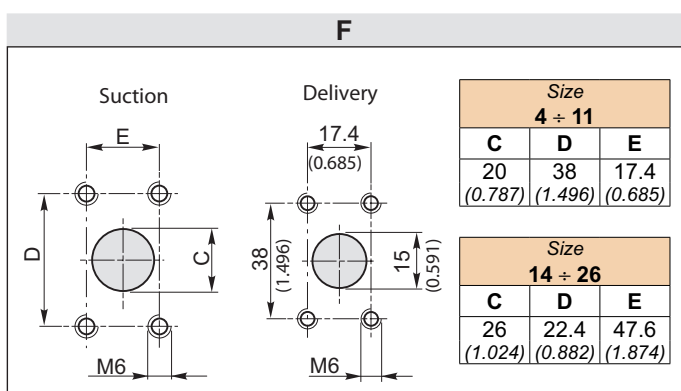 F
Suction
E
D
C
M6
Delivery
17.4
(0.685)
38
(1.496)
15
(0.591)
M6
Size
4 ÷ 11
C D E
20 38 17.4
(0.787) (1.496) (0.685)
Size
14 ÷ 26
C D E
26 22.4 47.6
(1.024) (0.882) (1.874)